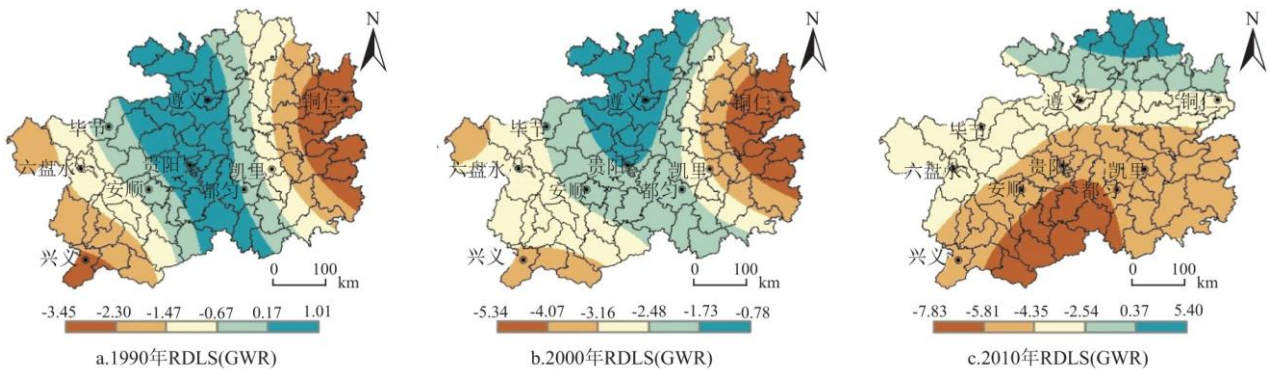 N
遵义
铜仁
毕节
六盘水
贵阳
凯里
安顺
都匀
兴义
0 100
km
-3.45 -2.30 -1.47 -0.67 0.17 1.01
a.1990年RDLS(GWR)
N
遵义
铜仁
毕节
六盘水
贵阳
凯里
安顺
都匀
兴义
0 100
km
-5.34 -4.07 -3.16 -2.48 -1.73 -0.78
b.2000年RDLS(GWR)
N
遵义
铜仁
毕节
六盘水
贵阳
凯里
安顺
都匀
兴义
0 100
km
-7.83 -5.81 -4.35 -2.54 0.37 5.40
c.2010年RDLS(GWR)